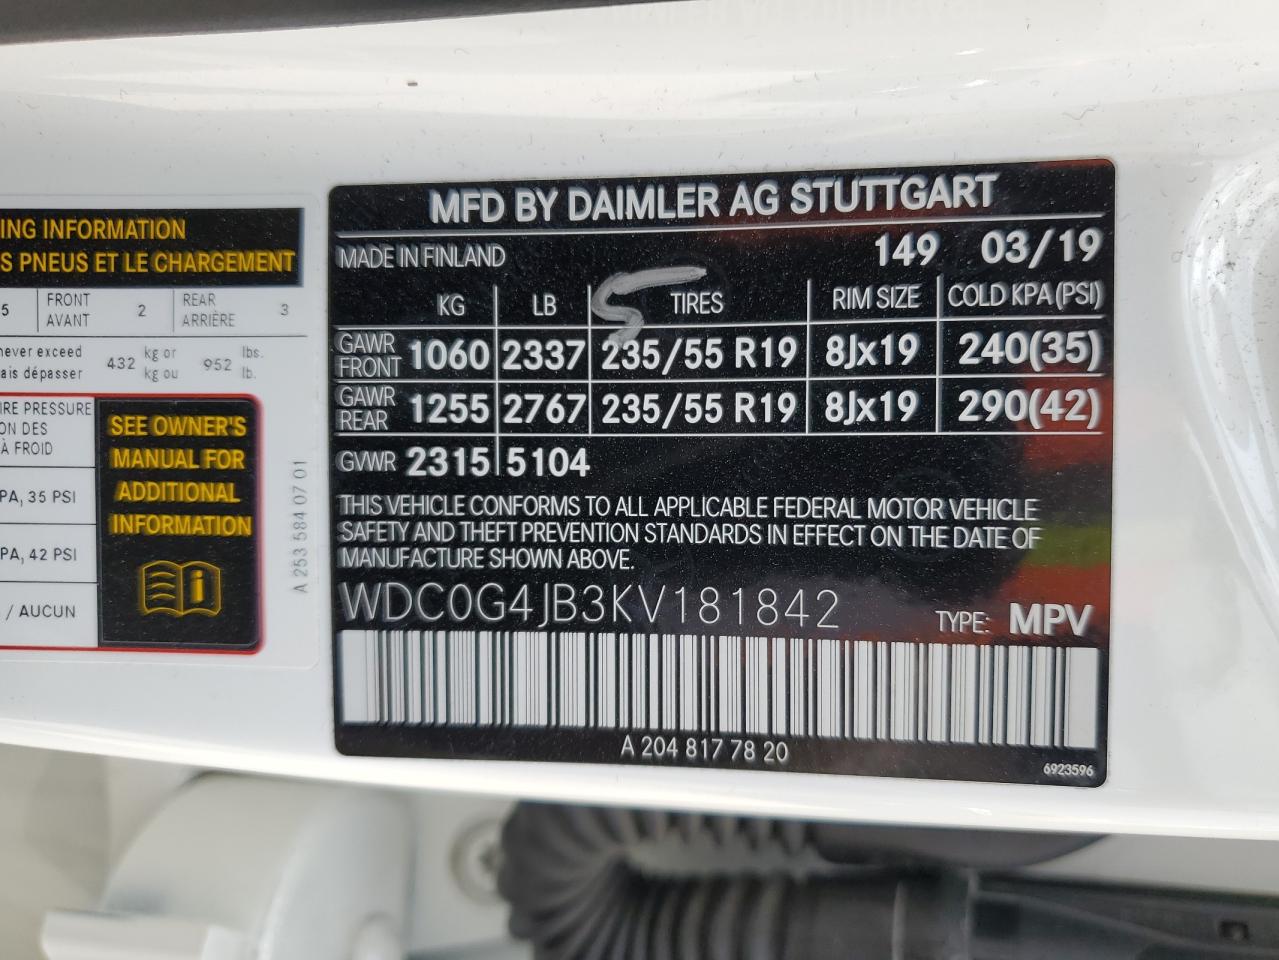 ING INFORMATION
S PNEUS ET LE CHARGEMENT
5 FRONT AVANT 2 REAR ARRIÈRE 3
never exceed 432 kg or 952 lbs.
ais dépasser kg ou lb.
IRE PRESSURE
ON DES
À FROID
PA, 35 PSI
PA, 42 PSI
/ AUCUN
SEE OWNER'S
MANUAL FOR
ADDITIONAL
INFORMATION
A 253 584 07 01
MFD BY DAIMLER AG STUTTGART
MADE IN FINLAND 149 03/19
KG LB 5 TIRES RIM SIZE COLD KPA (PSI)
GAWR FRONT 1060 2337 235/55 R19 8Jx19 240(35)
GAWR REAR 1255 2767 235/55 R19 8Jx19 290(42)
GVWR 2315 5104
THIS VEHICLE CONFORMS TO ALL APPLICABLE FEDERAL MOTOR VEHICLE
SAFETY AND THEFT PREVENTION STANDARDS IN EFFECT ON THE DATE OF
MANUFACTURE SHOWN ABOVE.
WDC0G4JB3KV181842 TYPE: MPV
A 204 817 78 20
6923596